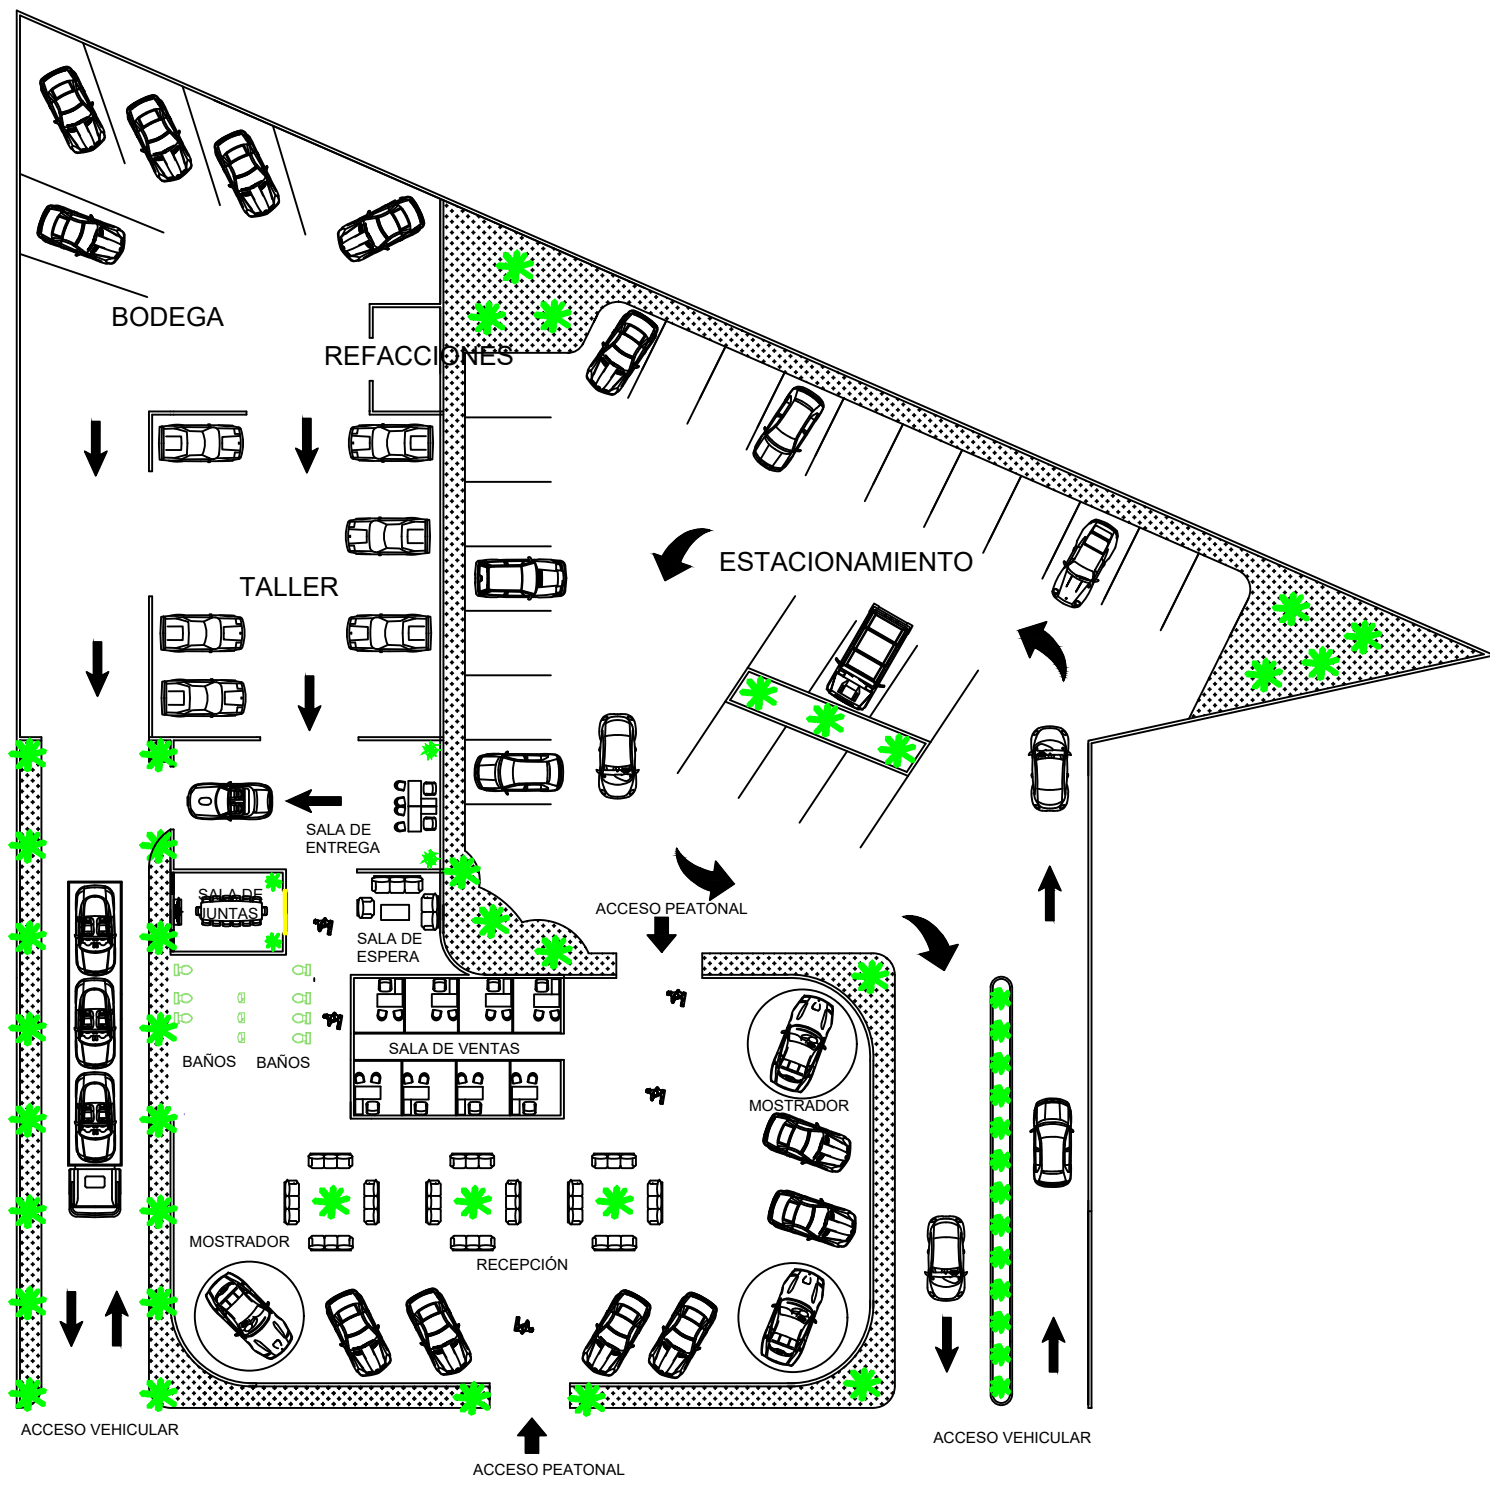 BODEGA
REFACCIONES
ESTACIONAMIENTO
TALLER
SALA DE
ENTREGA
SALA DE
JUNTAS
ACCESO PEATONAL
SALA DE
ESPERA
SALA DE VENTAS
BAÑOS
BAÑOS
MOSTRADOR
MOSTRADOR
RECEPCIÓN
ACCESO VEHICULAR
ACCESO VEHICULAR
ACCESO PEATONAL